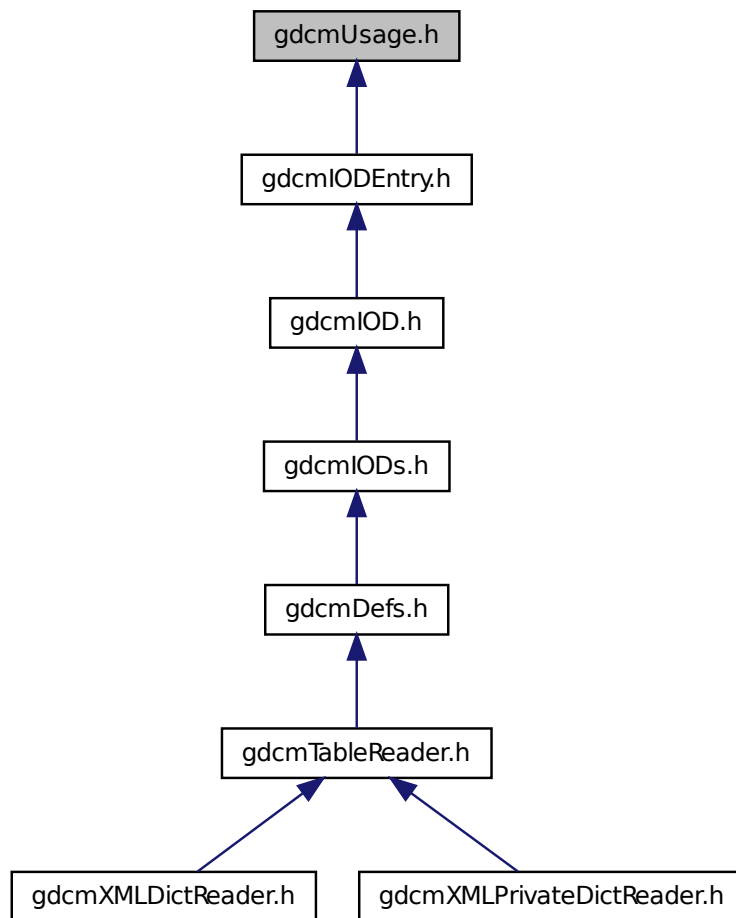 gdcmUsage.h
gdcmIODEntry.h
gdcmIOD.h
gdcmIODs.h
gdcmDefs.h
gdcmTableReader.h
gdcmXMLDictReader.h
gdcmXMLPrivateDictReader.h